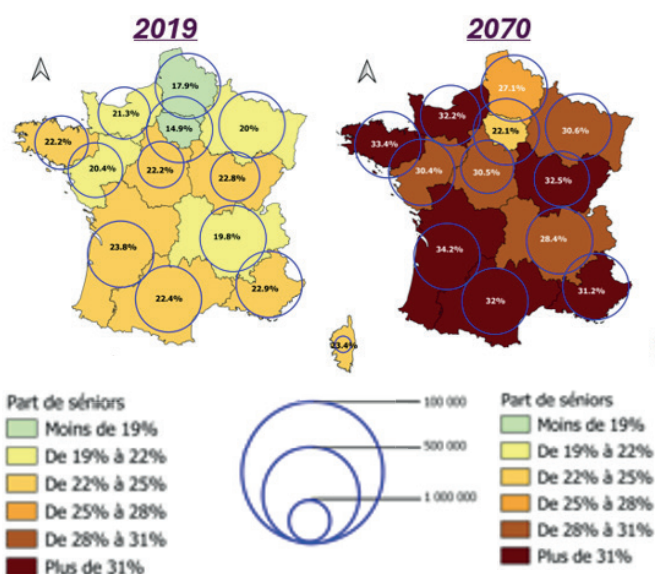 2019
17.9%
21.3%
14.9%
20%
22.2%
20.4%
22.2%
22.8%
23.8%
19.8%
22.4%
22.9%
23.4%
2070
27.1%
32.2%
22.1%
30.6%
33.4%
30.4%
30.5%
32.5%
34.2%
28.4%
32%
31.2%
Part de séniors
Moins de 19%
De 19% à 22%
De 22% à 25%
De 25% à 28%
De 28% à 31%
Plus de 31%
100 000
500 000
1 000 000
Part de séniors
Moins de 19%
De 19% à 22%
De 22% à 25%
De 25% à 28%
De 28% à 31%
Plus de 31%